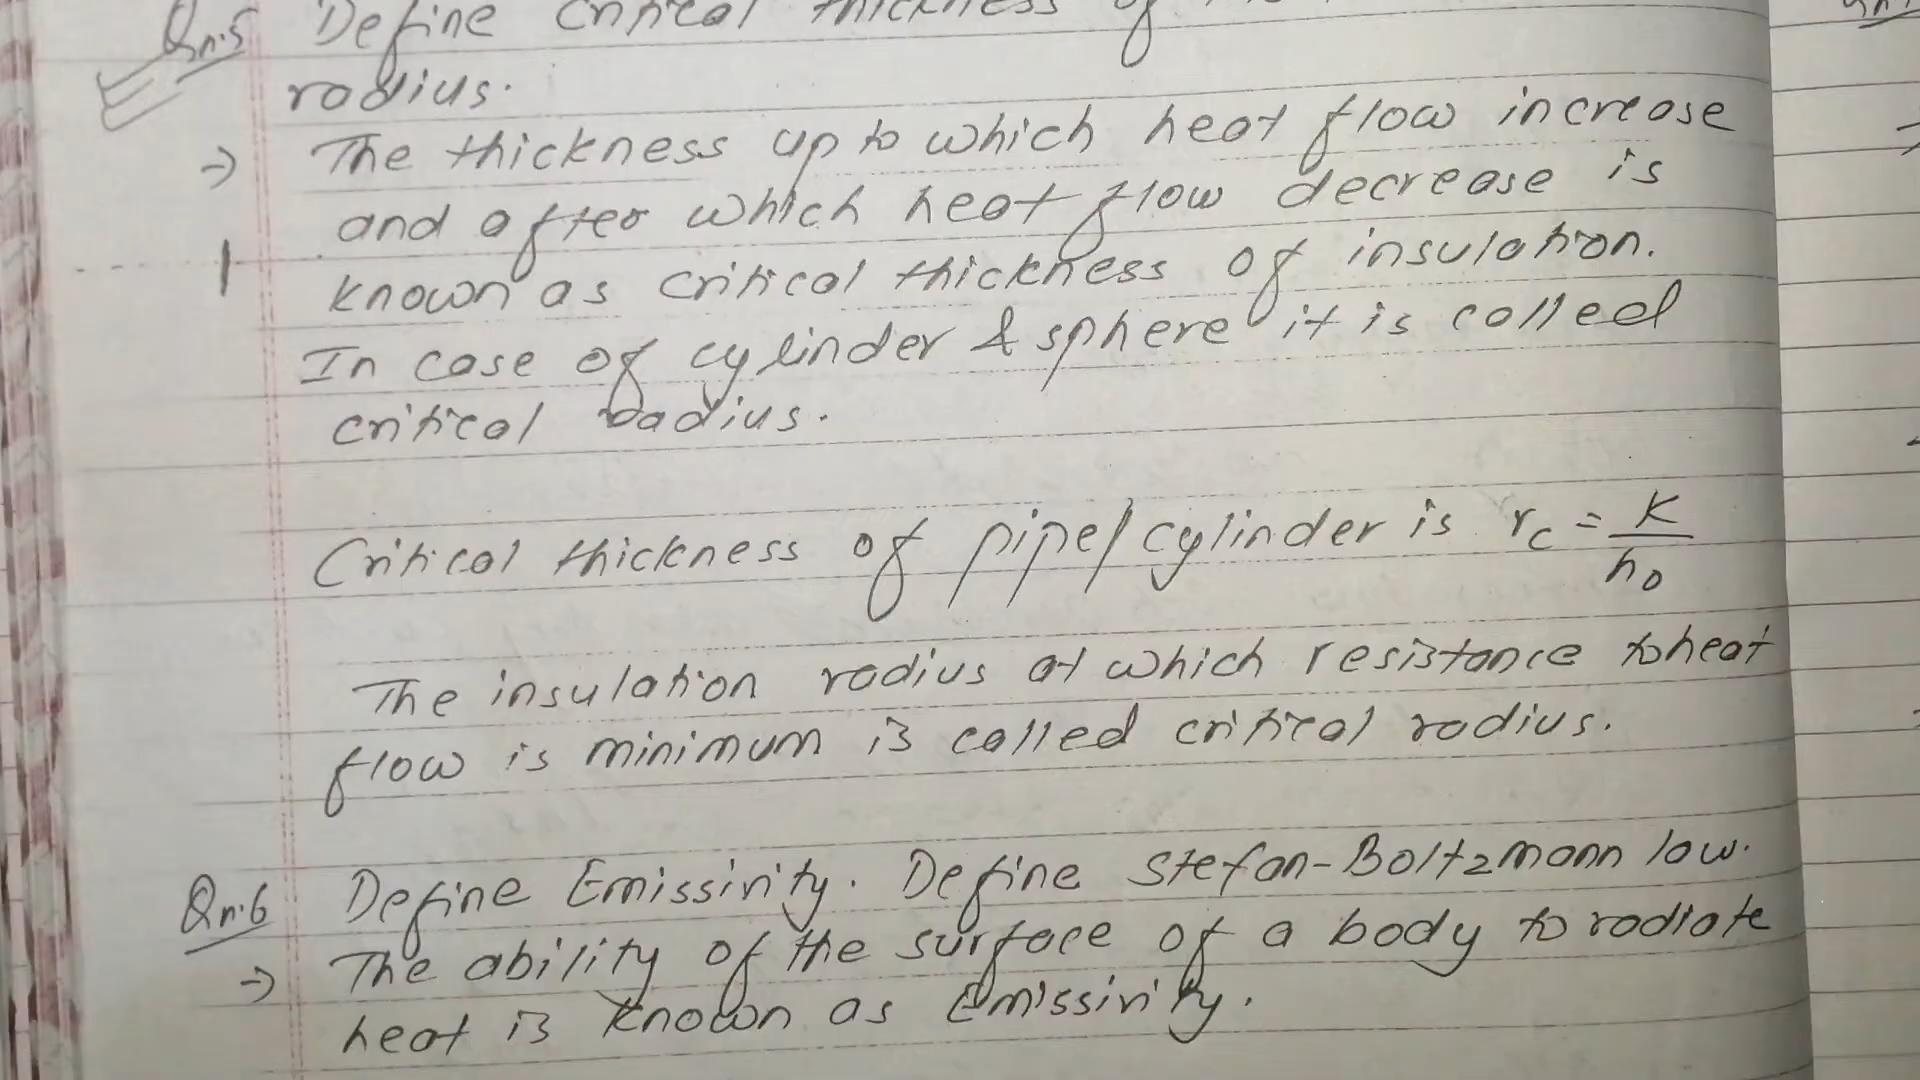 Qn.5 Define Critical thickness of
radius.
→ The thickness up to which heat flow increase
and after which heat flow decrease is
known as critical thickness of insulation.
In case of cylinder & sphere it is called
critical radius.
Critical thickness of pipe/cylinder is rc = K/h0
The insulation radius at which resistance to heat
flow is minimum is called critical radius.
Qn.6 Define Emissivity. Define Stefan-Boltzmann law.
→ The ability of the surface of a body to radiate
heat is known as Emissivity.